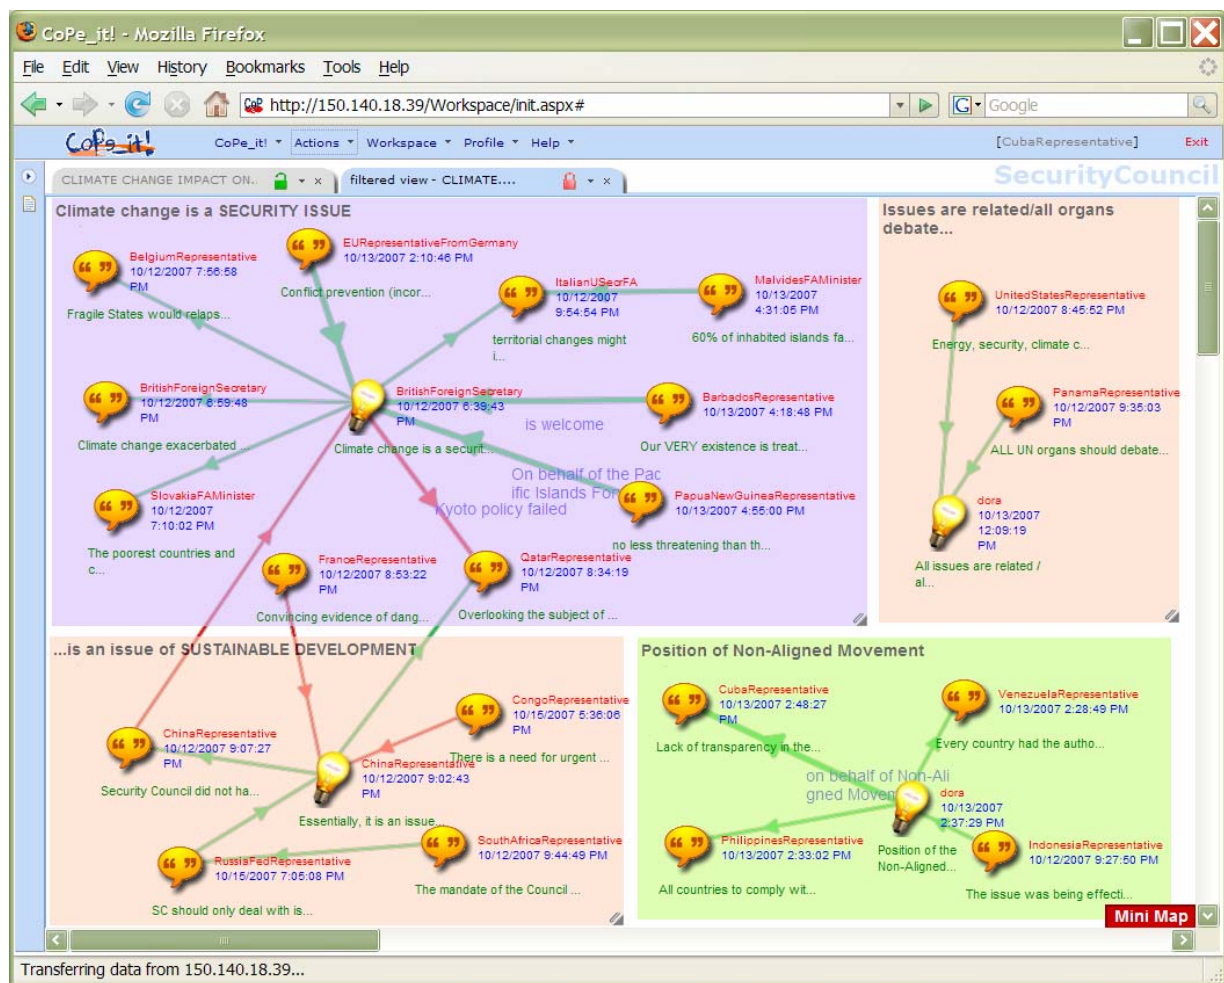 CoPe_it! - Mozilla Firefox
File Edit View History Bookmarks Tools Help
http://150.140.18.39/Workspace/init.aspx#
Google
CoPe_it!
CoPe_it! Actions Workspace Profile Help
[CubaRepresentative]
Exit
CLIMATE CHANGE IMPACT ON..
filtered view - CLIMATE....
SecurityCouncil
Climate change is a SECURITY ISSUE
BelgiumRepresentative
10/12/2007 7:56:58
PM
Fragile States would relaps...
EURepresentativeFromGermany
10/13/2007 2:10:46 PM
Conflict prevention (incor...
ItalianUSecrFA
10/12/2007
9:54:54 PM
territorial changes might
i...
MalvidesFAMinister
10/13/2007
4:31:05 PM
60% of inhabited islands fa...
BritishForeignSecretary
10/12/2007 6:59:48
PM
Climate change exacerbated ...
BritishForeignSecretary
10/12/2007 6:39:43
PM
Climate change is a securit...
is welcome
BarbadosRepresentative
10/13/2007 4:18:48 PM
Our VERY existence is treat...
On behalf of the Pac
ific Islands For
Kyoto policy failed
SlovakiaFAMinister
10/12/2007
7:10:02 PM
The poorest countries and
c...
PapuaNewGuineaRepresentative
10/13/2007 4:55:00 PM
no less threatening than th...
FranceRepresentative
10/12/2007 8:53:22
PM
Convincing evidence of dang...
QatarRepresentative
10/12/2007 8:34:19
PM
Overlooking the subject of ...
Issues are related/all organs
debate...
UnitedStatesRepresentative
10/12/2007 8:45:52 PM
Energy, security, climate c...
PanamaRepresentative
10/12/2007 9:35:03
PM
ALL UN organs should debate...
dora
10/13/2007
12:09:19
PM
All issues are related /
al...
...is an issue of SUSTAINABLE DEVELOPMENT
CongoRepresentative
10/15/2007 5:36:06
PM
There is a need for urgent ...
ChinaRepresentative
10/12/2007 9:07:27
PM
Security Council did not ha...
ChinaRepresentative
10/12/2007 9:02:43
PM
Essentially, it is an issue...
SouthAfricaRepresentative
10/12/2007 9:44:49 PM
The mandate of the Council ...
RussiaFedRepresentative
10/15/2007 7:05:08 PM
SC should only deal with is...
Position of Non-Aligned Movement
CubaRepresentative
10/13/2007 2:48:27
PM
Lack of transparency in the...
VenezuelaRepresentative
10/13/2007 2:28:49 PM
Every country had the autho...
on behalf of Non-Ali
gned Movem
dora
10/13/2007
2:37:29 PM
Position of the
Non-Aligned...
PhilippinesRepresentative
10/13/2007 2:33:02 PM
All countries to comply wit...
IndonesiaRepresentative
10/12/2007 9:27:50 PM
The issue was being effecti...
Mini Map
Transferring data from 150.140.18.39...